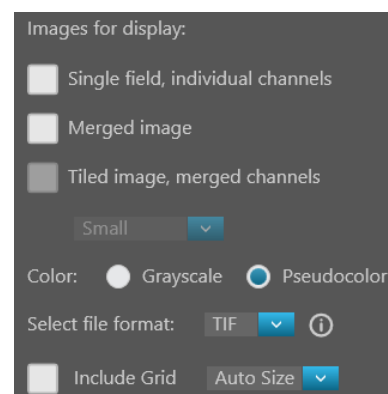 Images for display:
Single field, individual channels
Merged image
Tiled image, merged channels
Small
Color: Grayscale Pseudocolor
Select file format: TIF
Include Grid Auto Size